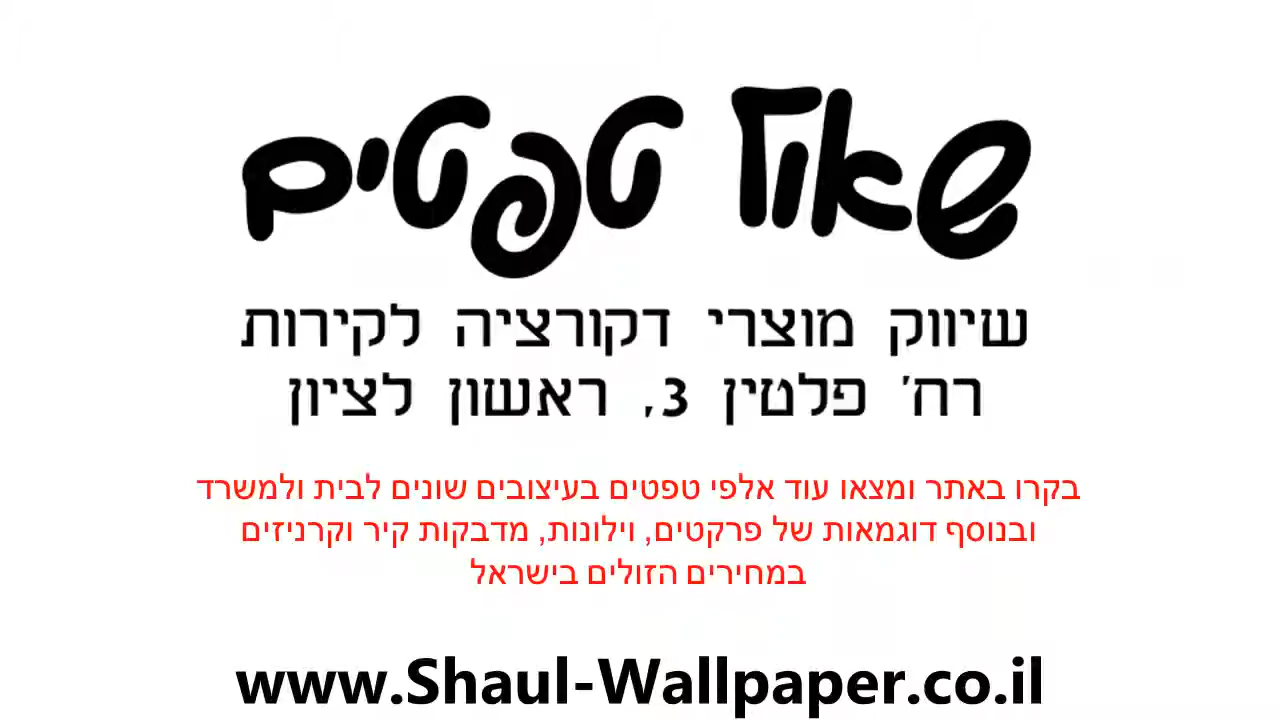 שאול טפטים
שיווק מוצרי דקורציה לקירות
רח' פלטין 3, ראשון לציון
בקרו באתר ומצאו עוד אלפי טפטים בעיצובים שונים לבית ולמשרד
ובנוסף דוגמאות של פרקטים, וילונות, מדבקות קיר וקרניזים
במחירים הזולים בישראל
www.Shaul-Wallpaper.co.il